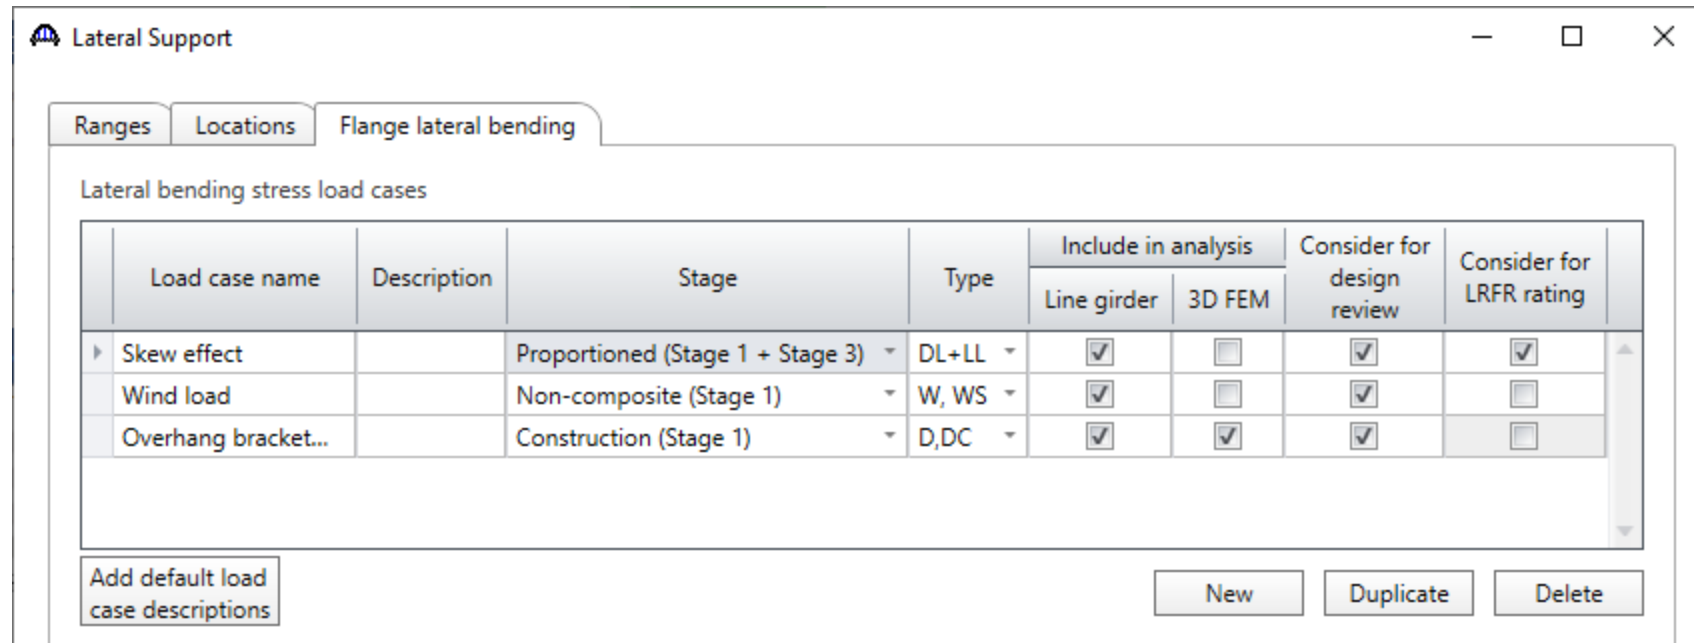 Lateral Support
Ranges Locations Flange lateral bending
Lateral bending stress load cases
Load case name Description Stage Type Include in analysis Line girder 3D FEM Consider for design review Consider for LRFR rating
Skew effect Proportioned (Stage 1 + Stage 3) DL+LL
Wind load Non-composite (Stage 1) W, WS
Overhang bracket... Construction (Stage 1) D,DC
Add default load
case descriptions
New Duplicate Delete